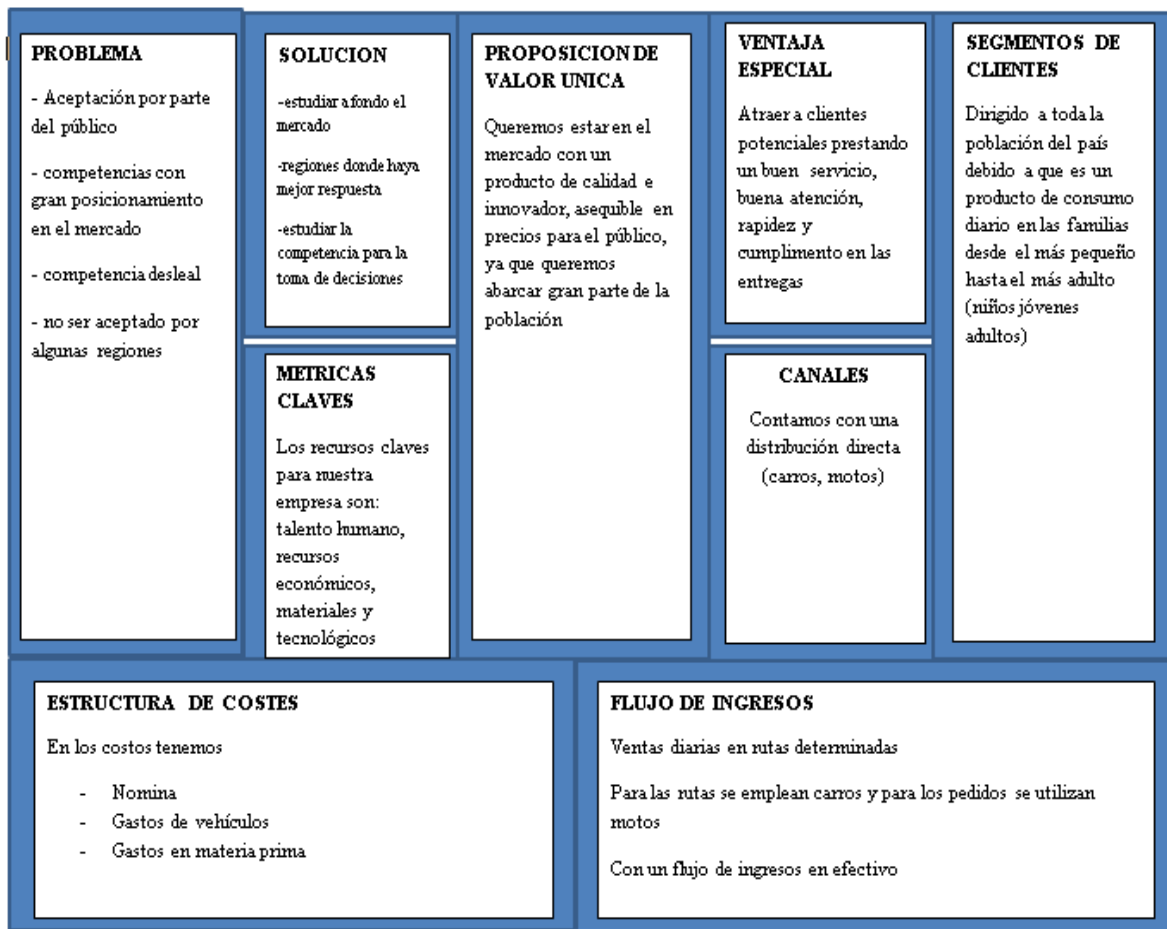 PROBLEMA
- Aceptación por parte
del público
- competencias con
gran posicionamiento
en el mercado
- competencia desleal
- no ser aceptado por
algunas regiones
SOLUCION
-estudiar a fondo el
mercado
-regiones donde haya
mejor respuesta
-estudiar la
competencia para la
toma de decisiones
METRICAS
CLAVES
Los recursos claves
para nuestra
empresa son:
talento humano,
recursos
económicos,
materiales y
tecnológicos
PROPOSICION DE
VALOR UNICA
Queremos estar en el
mercado con un
producto de calidad e
innovador, asequible en
precios para el público,
ya que queremos
abarcar gran parte de la
población
VENTAJA
ESPECIAL
Atraer a clientes
potenciales prestando
un buen servicio,
buena atención,
rapidez y
cumplimento en las
entregas
CANALES
Contamos con una
distribución directa
(carros, motos)
SEGMENTOS DE
CLIENTES
Dirigido a toda la
población del país
debido a que es un
producto de consumo
diario en las familias
desde el más pequeño
hasta el más adulto
(niños jóvenes
adultos)
ESTRUCTURA DE COSTES
En los costos tenemos
- Nomina
- Gastos de vehículos
- Gastos en materia prima
FLUJO DE INGRESOS
Ventas diarias en rutas determinadas
Para las rutas se emplean carros y para los pedidos se utilizan
motos
Con un flujo de ingresos en efectivo